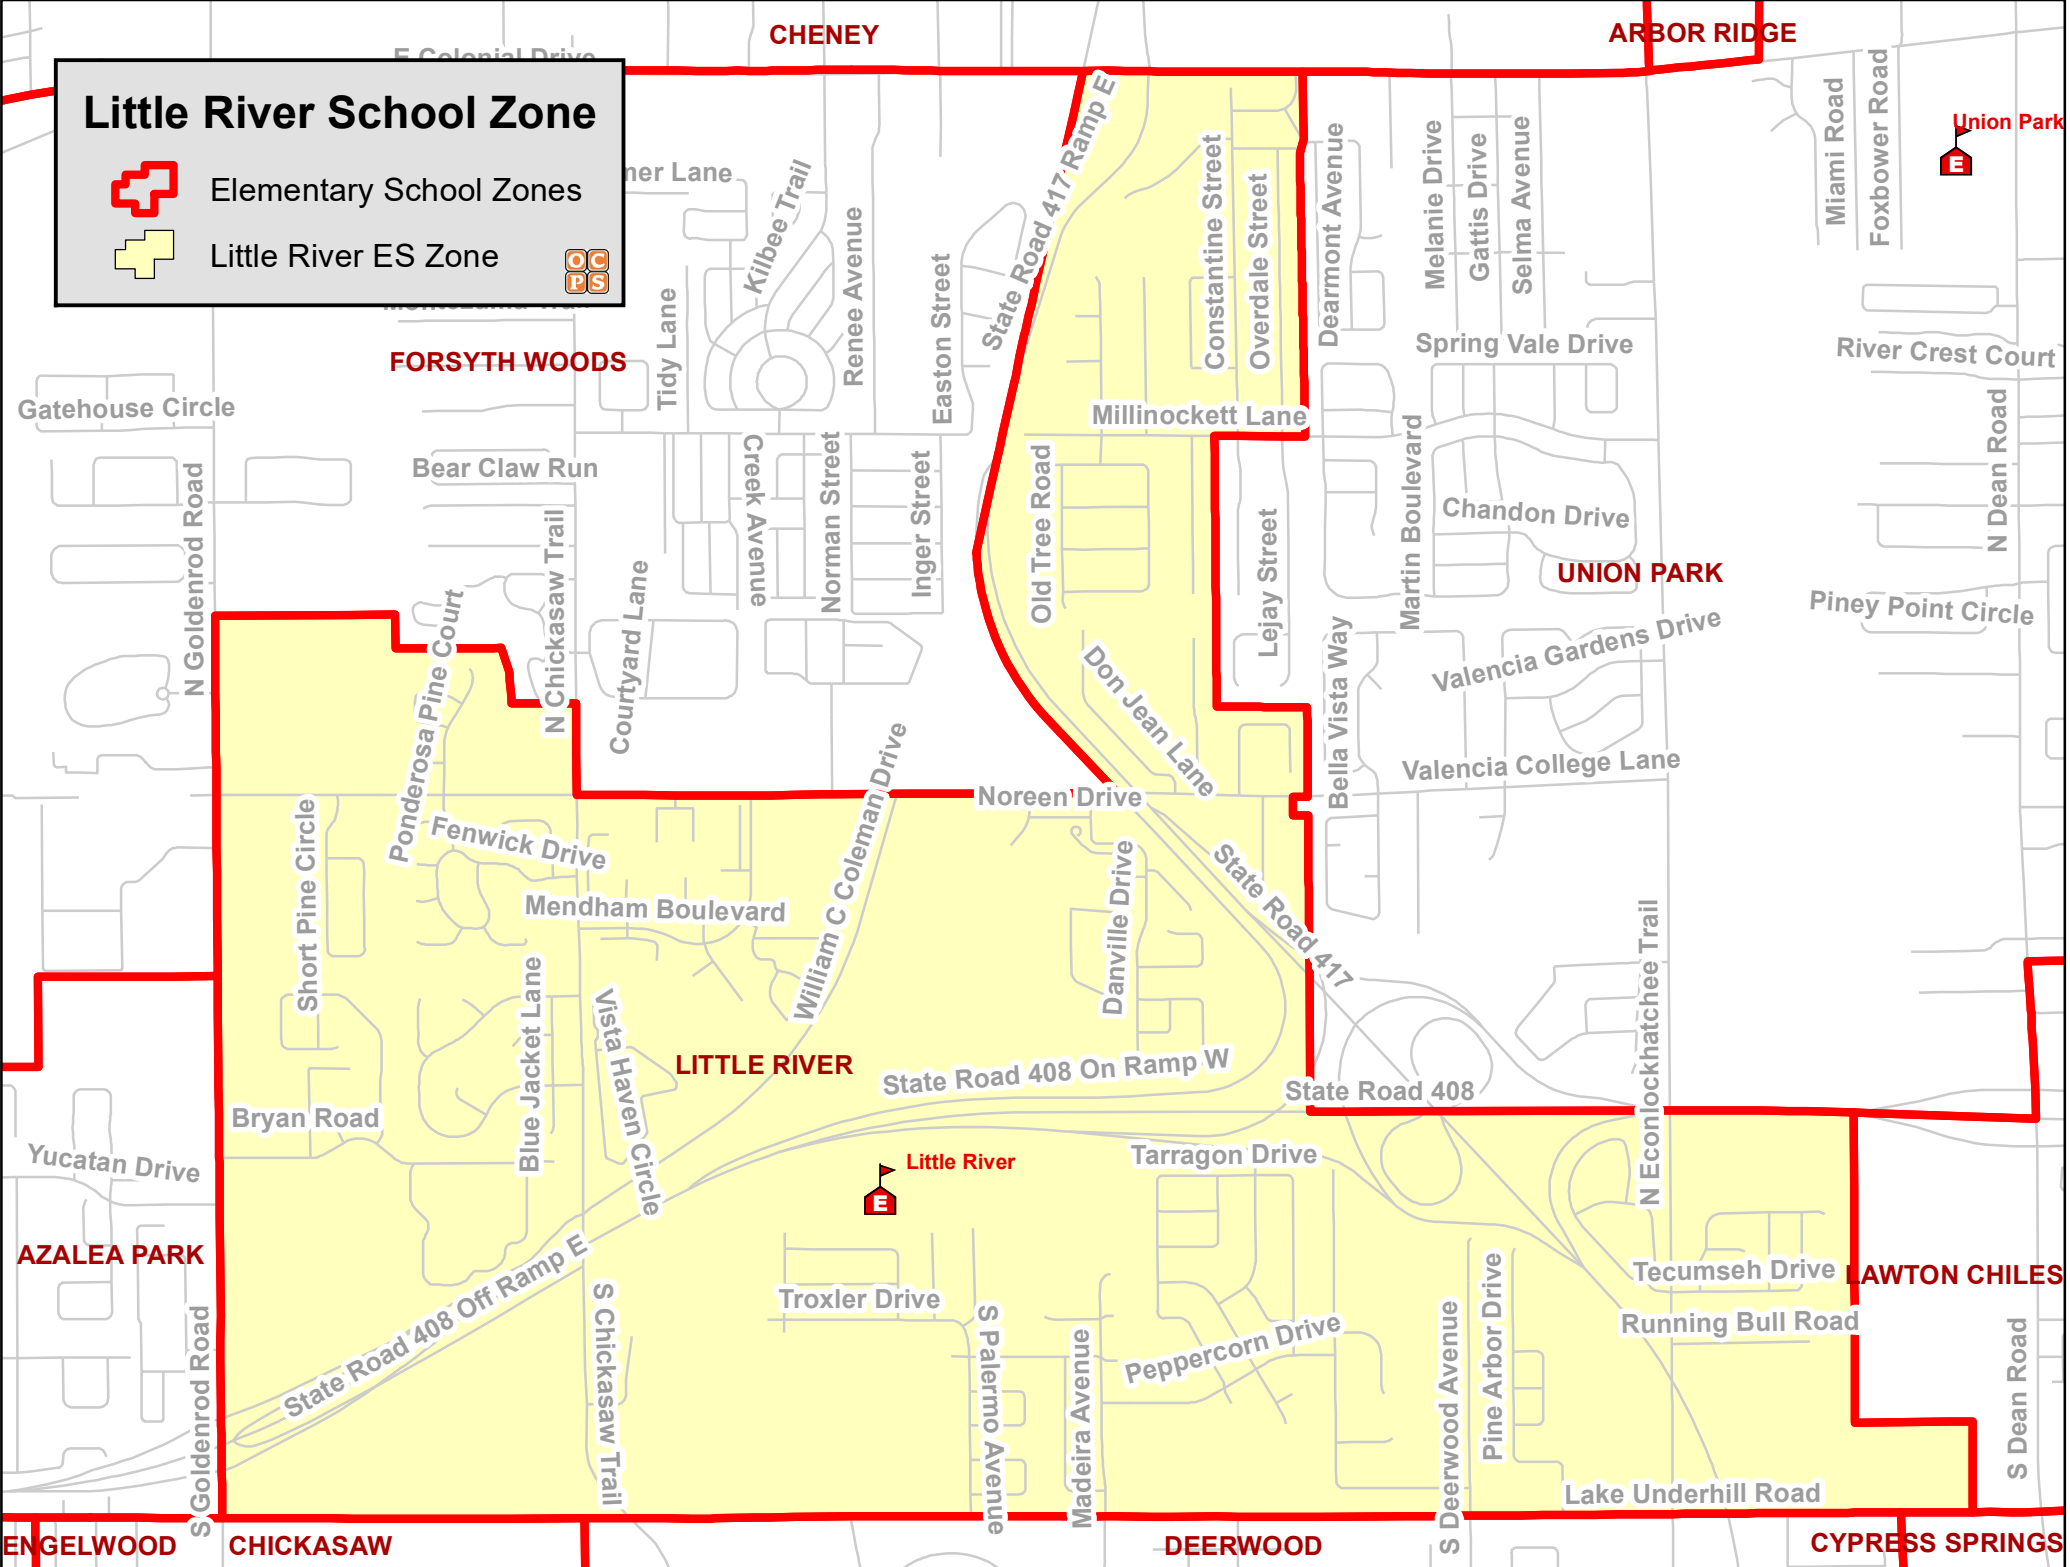 CHENEY
ARBOR RIDGE
E Colonial Drive
Little River School Zone
Elementary School Zones
Little River ES Zone
O C
P S
Union Park
E
Miami Road
Foxbower Road
State Road 417 Ramp E
Constantine Street
Overdale Street
Dearmont Avenue
Melanie Drive
Gattis Drive
Selma Avenue
Lane
Kilbee Trail
Renee Avenue
Easton Street
Tidy Lane
FORSYTH WOODS
Spring Vale Drive
River Crest Court
Gatehouse Circle
Millinockett Lane
N Dean Road
Bear Claw Run
N Goldenrod Road
N Chickasaw Trail
Creek Avenue
Norman Street
Inger Street
Old Tree Road
Lejay Street
Martin Boulevard
Chandon Drive
UNION PARK
Piney Point Circle
Ponderosa Pine Court
Courtyard Lane
Don Jean Lane
Bella Vista Way
Valencia Gardens Drive
Valencia College Lane
Noreen Drive
Short Pine Circle
Fenwick Drive
William C Coleman Drive
Mendham Boulevard
Danville Drive
State Road 417
N Econlockhatchee Trail
Blue Jacket Lane
Vista Haven Circle
LITTLE RIVER
State Road 408 On Ramp W
State Road 408
Bryan Road
Yucatan Drive
Little River
E
Tarragon Drive
AZALEA PARK
State Road 408 Off Ramp E
Tecumseh Drive
LAWTON CHILES
Troxler Drive
Running Bull Road
S Goldenrod Road
S Chickasaw Trail
S Palermo Avenue
Madeira Avenue
Peppercorn Drive
S Deerwood Avenue
Pine Arbor Drive
S Dean Road
Lake Underhill Road
ENGELWOOD
CHICKASAW
DEERWOOD
CYPRESS SPRINGS